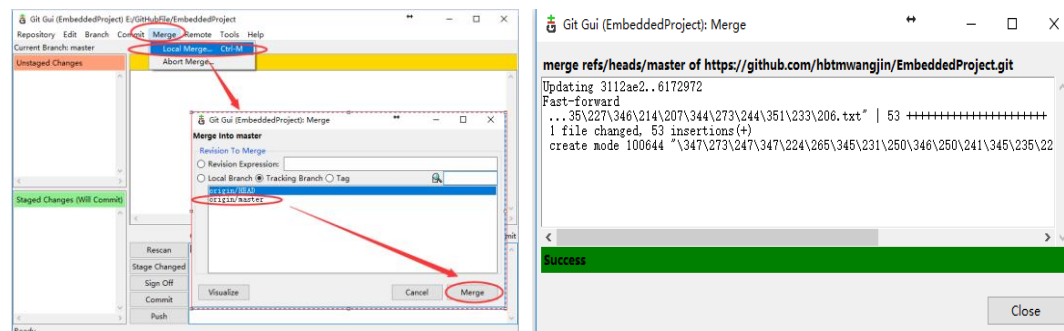 Git Gui (EmbeddedProject) E:/GitHubFile/EmbeddedProject
Repository Edit Branch Commit Merge Remote Tools Help
Current Branch: master
Local Merge... Ctrl-M
Abort Merge...
Unstaged Changes
Staged Changes (Will Commit)
Rescan
Stage Changed
Sign Off
Commit
Push
Ready
Git Gui (EmbeddedProject): Merge
Merge Into master
Revision To Merge
Revision Expression:
Local Branch Tracking Branch Tag
origin/HEAD
origin/master
Visualize Cancel Merge
Git Gui (EmbeddedProject): Merge
merge refs/heads/master of https://github.com/hbtmwangjin/EmbeddedProject.git
Updating 3112ae2..6172972
Fast-forward
...35\227\346\214\207\344\273\244\351\233\206.txt" | 53 +++++++++++++++++++++
1 file changed, 53 insertions(+)
create mode 100644 "\347\273\247\347\224\265\345\231\250\346\250\241\345\235\22
Success
Close